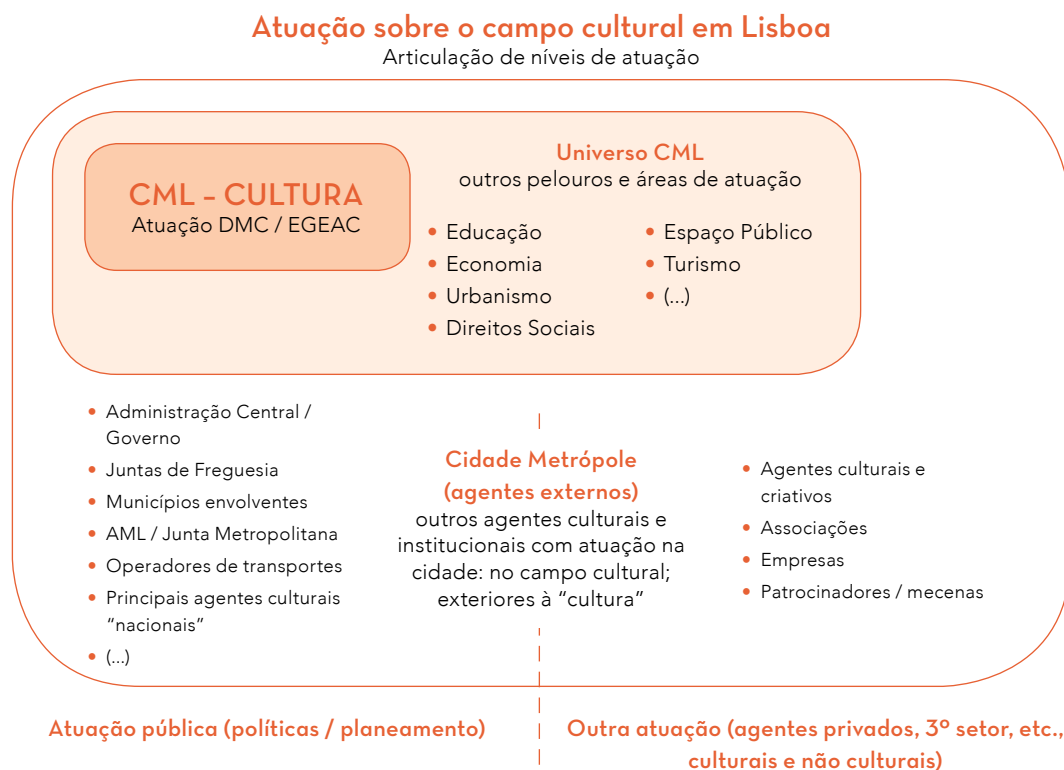 Atuação sobre o campo cultural em Lisboa
Articulação de níveis de atuação
CML – CULTURA
Atuação DMC / EGEAC
Universo CML
outros pelouros e áreas de atuação
• Educação
• Economia
• Urbanismo
• Direitos Sociais
• Espaço Público
• Turismo
• (...)
• Administração Central /
Governo
• Juntas de Freguesia
• Municípios envolventes
• AML / Junta Metropolitana
• Operadores de transportes
• Principais agentes culturais
“nacionais”
• (...)
Cidade Metrópole
(agentes externos)
outros agentes culturais e
institucionais com atuação na
cidade: no campo cultural;
exteriores à “cultura”
• Agentes culturais e
criativos
• Associações
• Empresas
• Patrocinadores / mecenas
Atuação pública (políticas / planeamento)
Outra atuação (agentes privados, 3º setor, etc.,
culturais e não culturais)